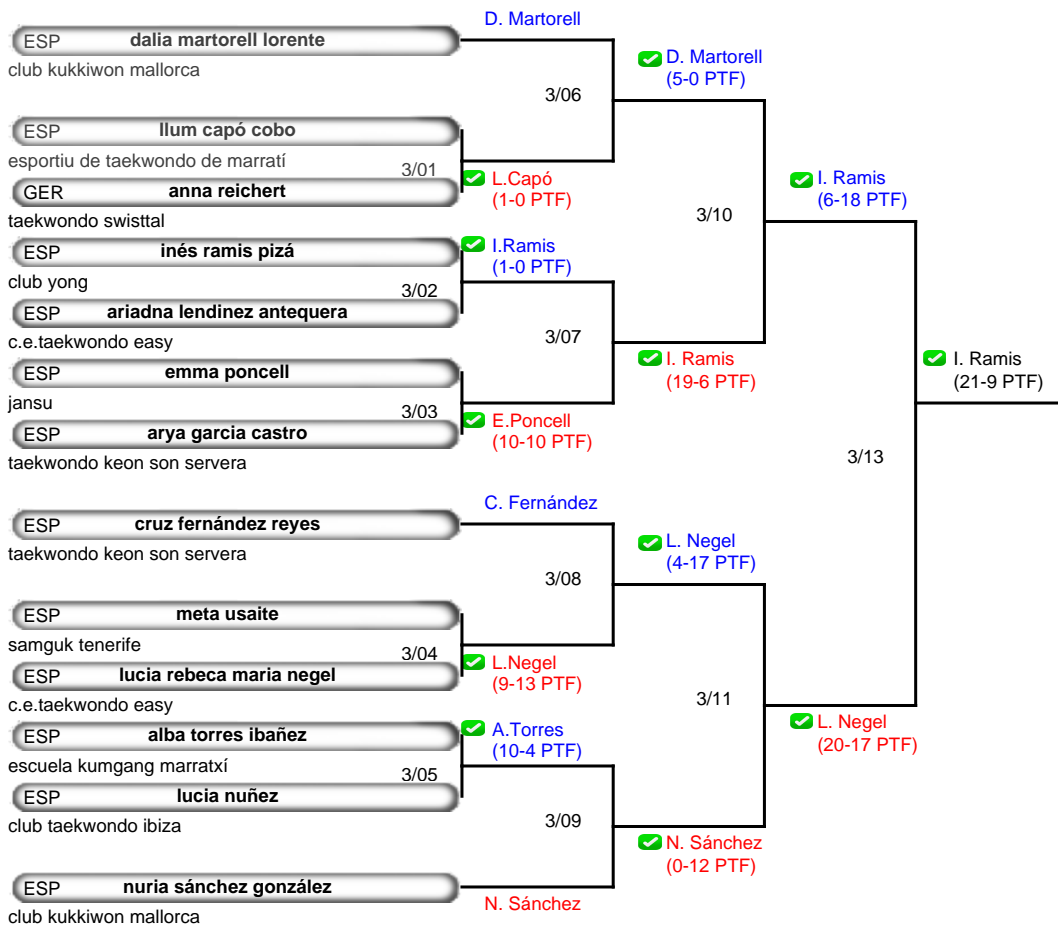 D. Martorell
ESP dalia martorell lorente
club kukkiwon mallorca
D. Martorell
(5-0 PTF)
3/06
ESP llum capó cobo
esportiu de taekwondo de marratí
3/01
GER anna reichert
taekwondo swisttal
L.Capó
(1-0 PTF)
I. Ramis
(6-18 PTF)
3/10
ESP inés ramis pizá
club yong
3/02
I.Ramis
(1-0 PTF)
ESP ariadna lendinez antequera
c.e.taekwondo easy
3/07
I. Ramis
(19-6 PTF)
I. Ramis
(21-9 PTF)
ESP emma poncell
jansu
3/03
ESP arya garcia castro
taekwondo keon son servera
E.Poncell
(10-10 PTF)
3/13
C. Fernández
ESP cruz fernández reyes
taekwondo keon son servera
L. Negel
(4-17 PTF)
3/08
ESP meta usaite
samguk tenerife
3/04
ESP lucia rebeca maria negel
c.e.taekwondo easy
L.Negel
(9-13 PTF)
3/11
L. Negel
(20-17 PTF)
ESP alba torres ibañez
escuela kumgang marratxí
3/05
A.Torres
(10-4 PTF)
ESP lucia nuñez
club taekwondo ibiza
3/09
N. Sánchez
(0-12 PTF)
ESP nuria sánchez gonzález
club kukkiwon mallorca
N. Sánchez